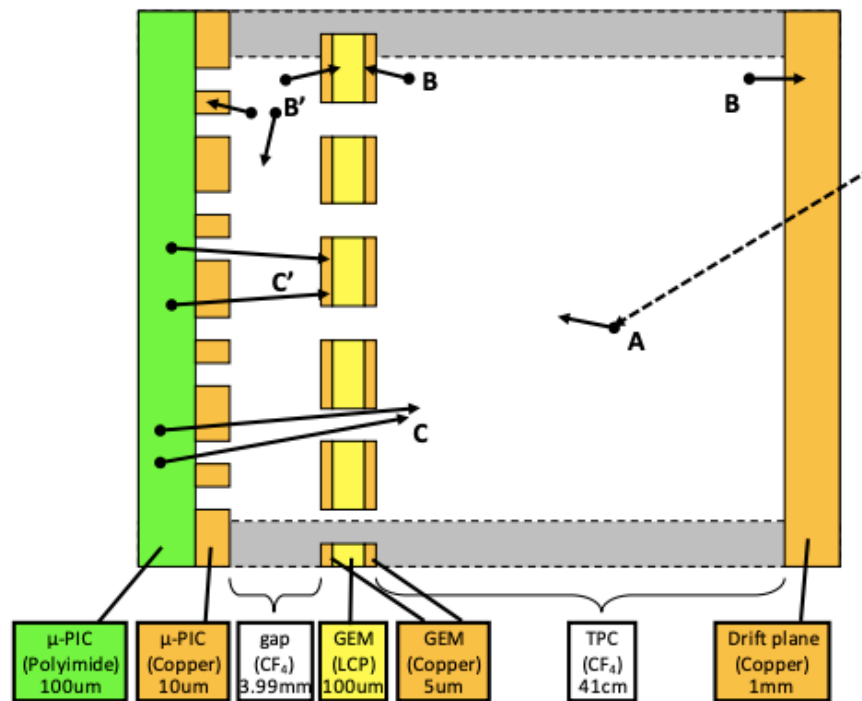 B’
B
B
C’
A
C
μ-PIC
(Polyimide)
100um
μ-PIC
(Copper)
10um
gap
(CF₄)
3.99mm
GEM
(LCP)
100um
GEM
(Copper)
5um
TPC
(CF₄)
41cm
Drift plane
(Copper)
1mm